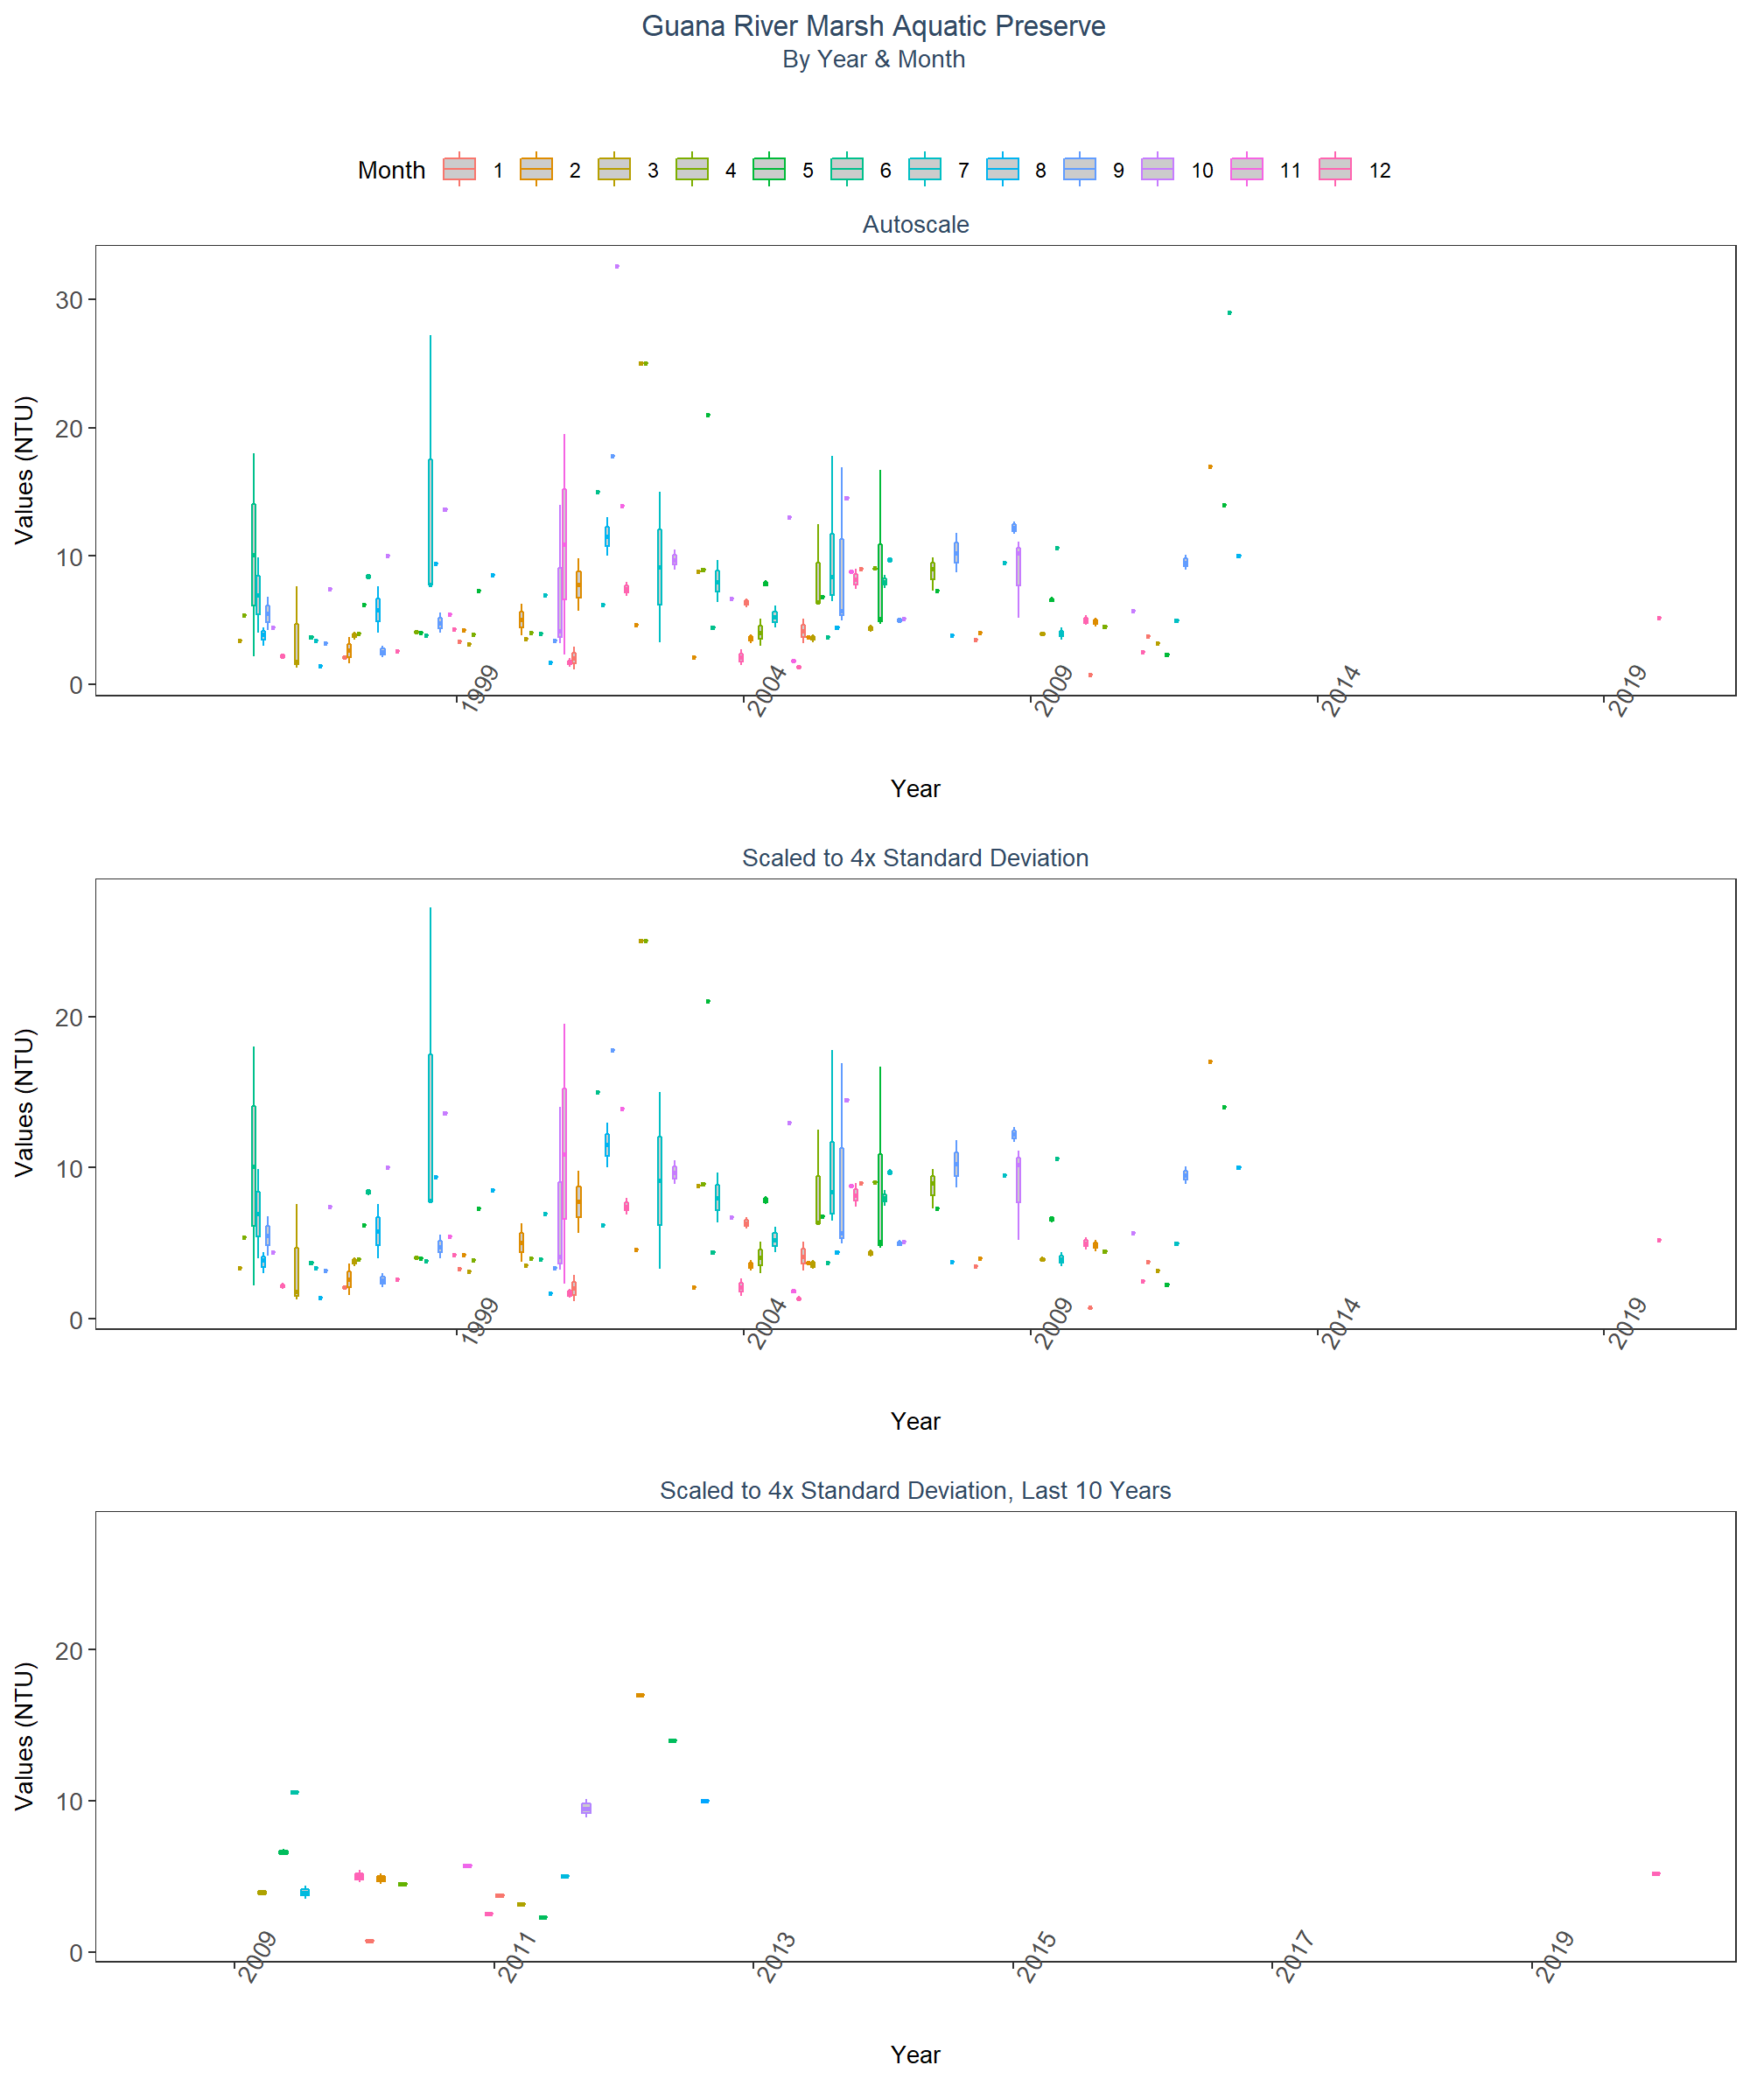 Guana River Marsh Aquatic Preserve
By Year & Month
Month 1 2 3 4 5 6 7 8 9 10 11 12
Autoscale
Values (NTU)
30
20
10
0
1999 2004 2009 2014 2019
Year
Scaled to 4x Standard Deviation
Values (NTU)
20
10
0
1999 2004 2009 2014 2019
Year
Scaled to 4x Standard Deviation, Last 10 Years
Values (NTU)
20
10
0
2009 2011 2013 2015 2017 2019
Year